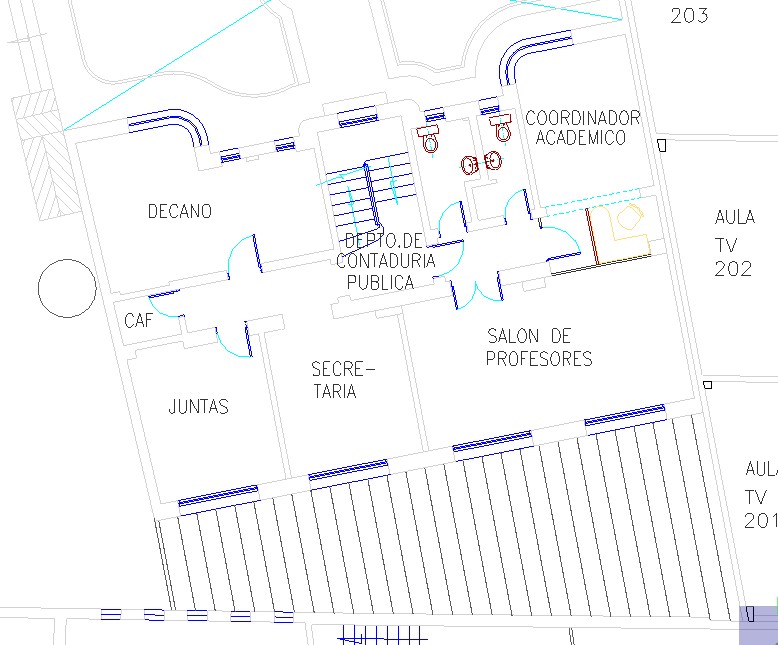 203
COORDINADOR
ACADEMICO
DECANO
AULA
TV
202
DEPTO.DE
CONTADURIA
PUBLICA
CAF
SALON DE
PROFESORES
SECRE-
TARIA
JUNTAS
AULA
TV
201